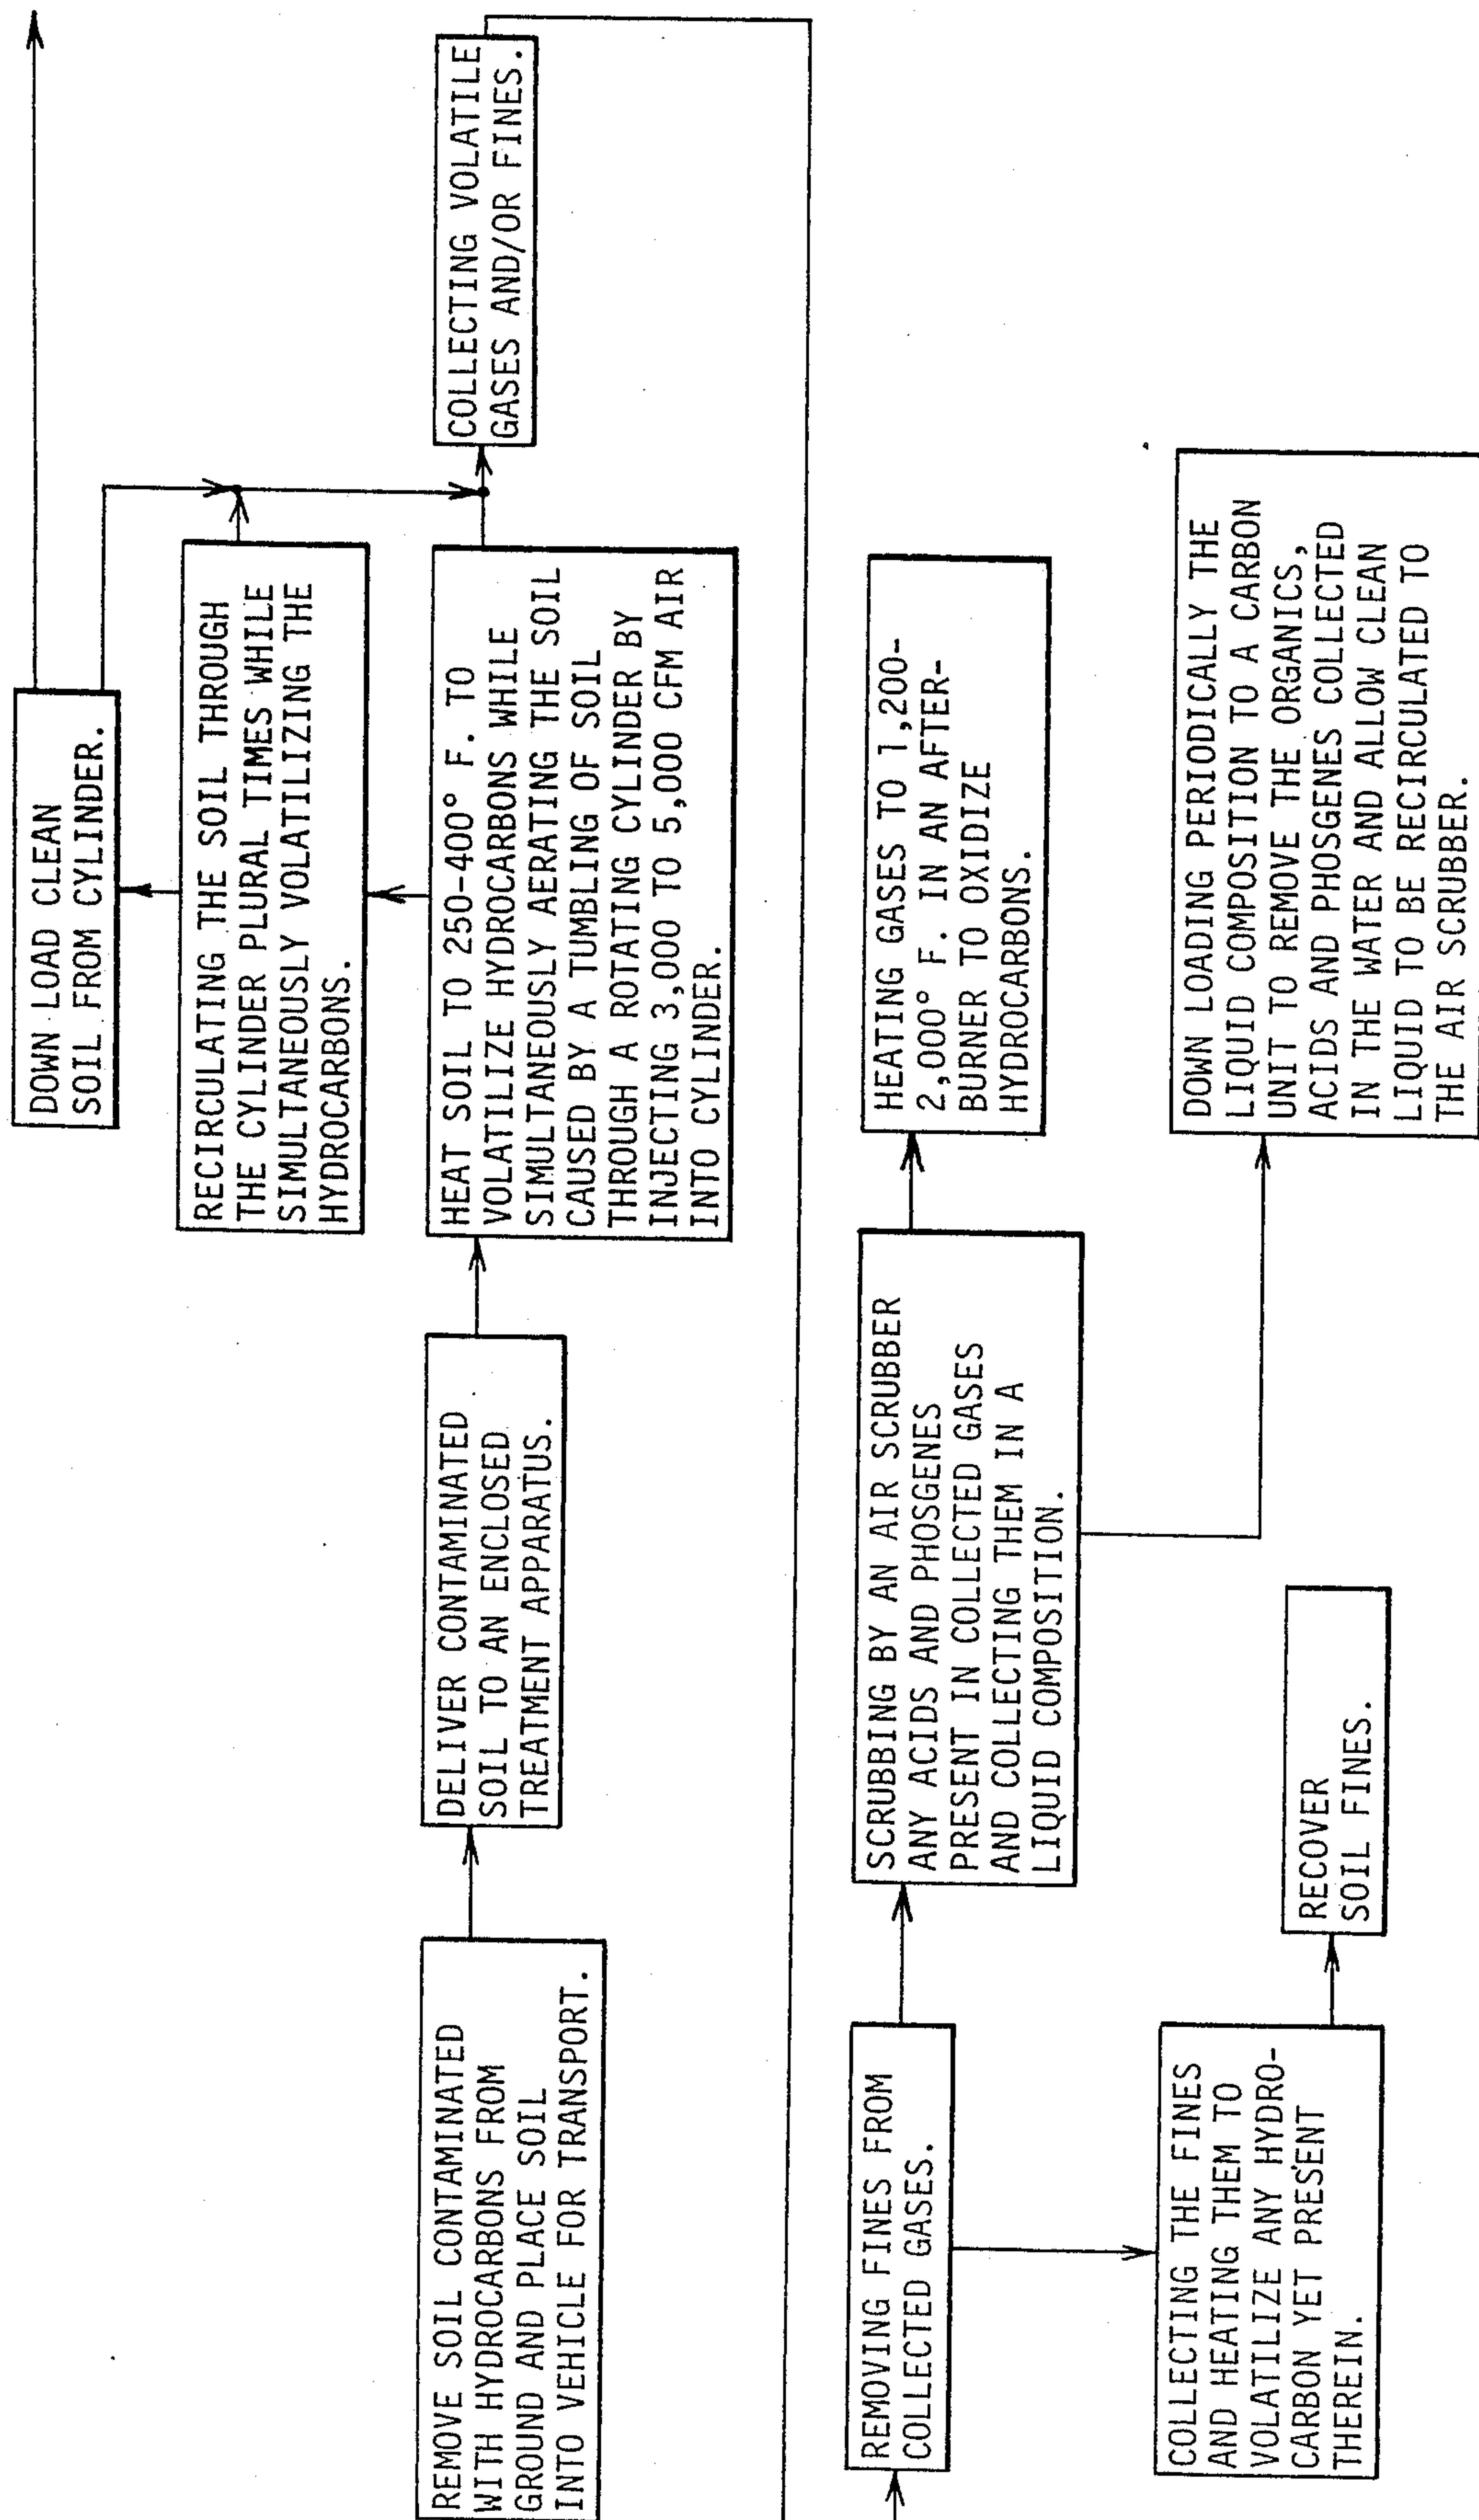 REMOVE SOIL CONTAMINATED
WITH HYDROCARBONS FROM
GROUND AND PLACE SOIL
INTO VEHICLE FOR TRANSPORT.
DELIVER CONTAMINATED
SOIL TO AN ENCLOSED
TREATMENT APPARATUS.
HEAT SOIL TO 250-400° F. TO
VOLATILIZE HYDROCARBONS WHILE
SIMULTANEOUSLY AERATING THE SOIL
CAUSED BY A TUMBLING OF SOIL
THROUGH A ROTATING CYLINDER BY
INJECTING 3,000 TO 5,000 CFM AIR
INTO CYLINDER.
RECIRCULATING THE SOIL THROUGH
THE CYLINDER PLURAL TIMES WHILE
SIMULTANEOUSLY VOLATILIZING THE
HYDROCARBONS.
DOWN LOAD CLEAN
SOIL FROM CYLINDER.
COLLECTING VOLATILE
GASES AND/OR FINES.
REMOVING FINES FROM
COLLECTED GASES.
COLLECTING THE FINES
AND HEATING THEM TO
VOLATILIZE ANY HYDRO-
CARBON YET PRESENT
THEREIN.
RECOVER
SOIL FINES.
SCRUBBING BY AN AIR SCRUBBER
ANY ACIDS AND PHOSGENES
PRESENT IN COLLECTED GASES
AND COLLECTING THEM IN A
LIQUID COMPOSITION.
HEATING GASES TO 1,200-
2,000° F. IN AN AFTER-
BURNER TO OXIDIZE
HYDROCARBONS.
DOWN LOADING PERIODICALLY THE
LIQUID COMPOSITION TO A CARBON
UNIT TO REMOVE THE ORGANICS,
ACIDS AND PHOSGENES COLLECTED
IN THE WATER AND ALLOW CLEAN
LIQUID TO BE RECIRCULATED TO
THE AIR SCRUBBER.